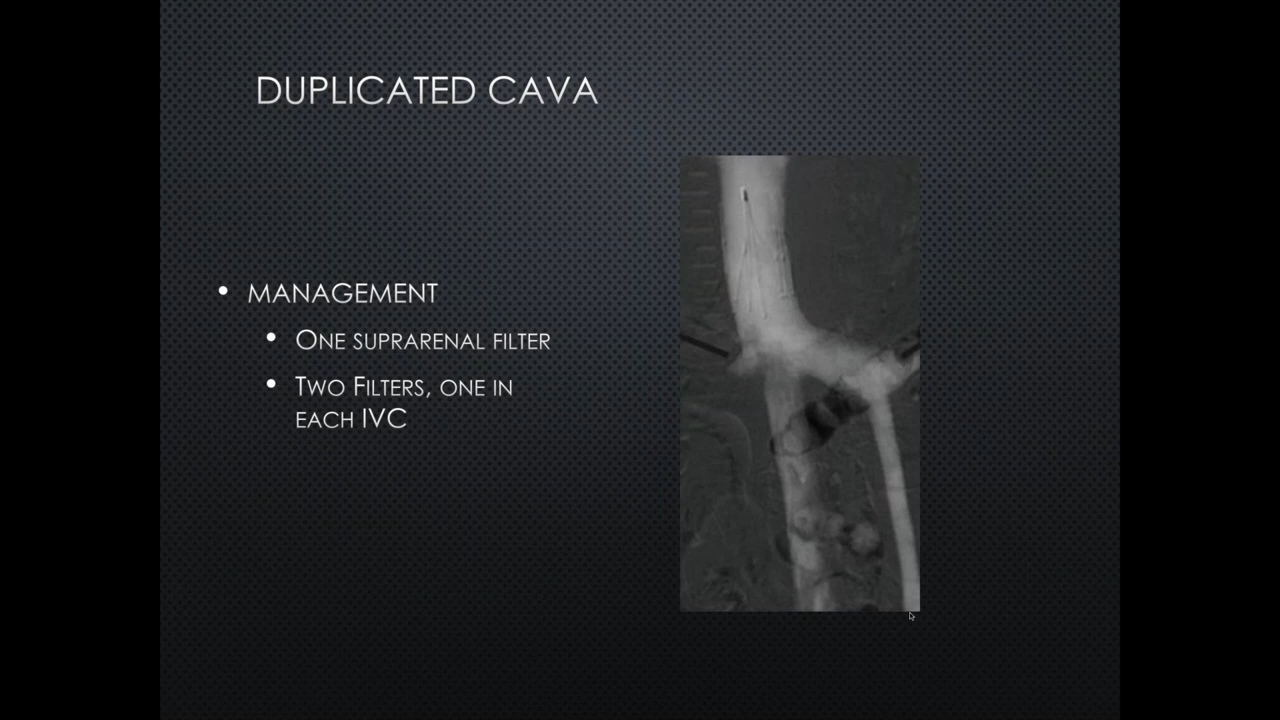 DUPLICATED CAVA
• MANAGEMENT
• ONE SUPRARENAL FILTER
• TWO FILTERS, ONE IN
EACH IVC